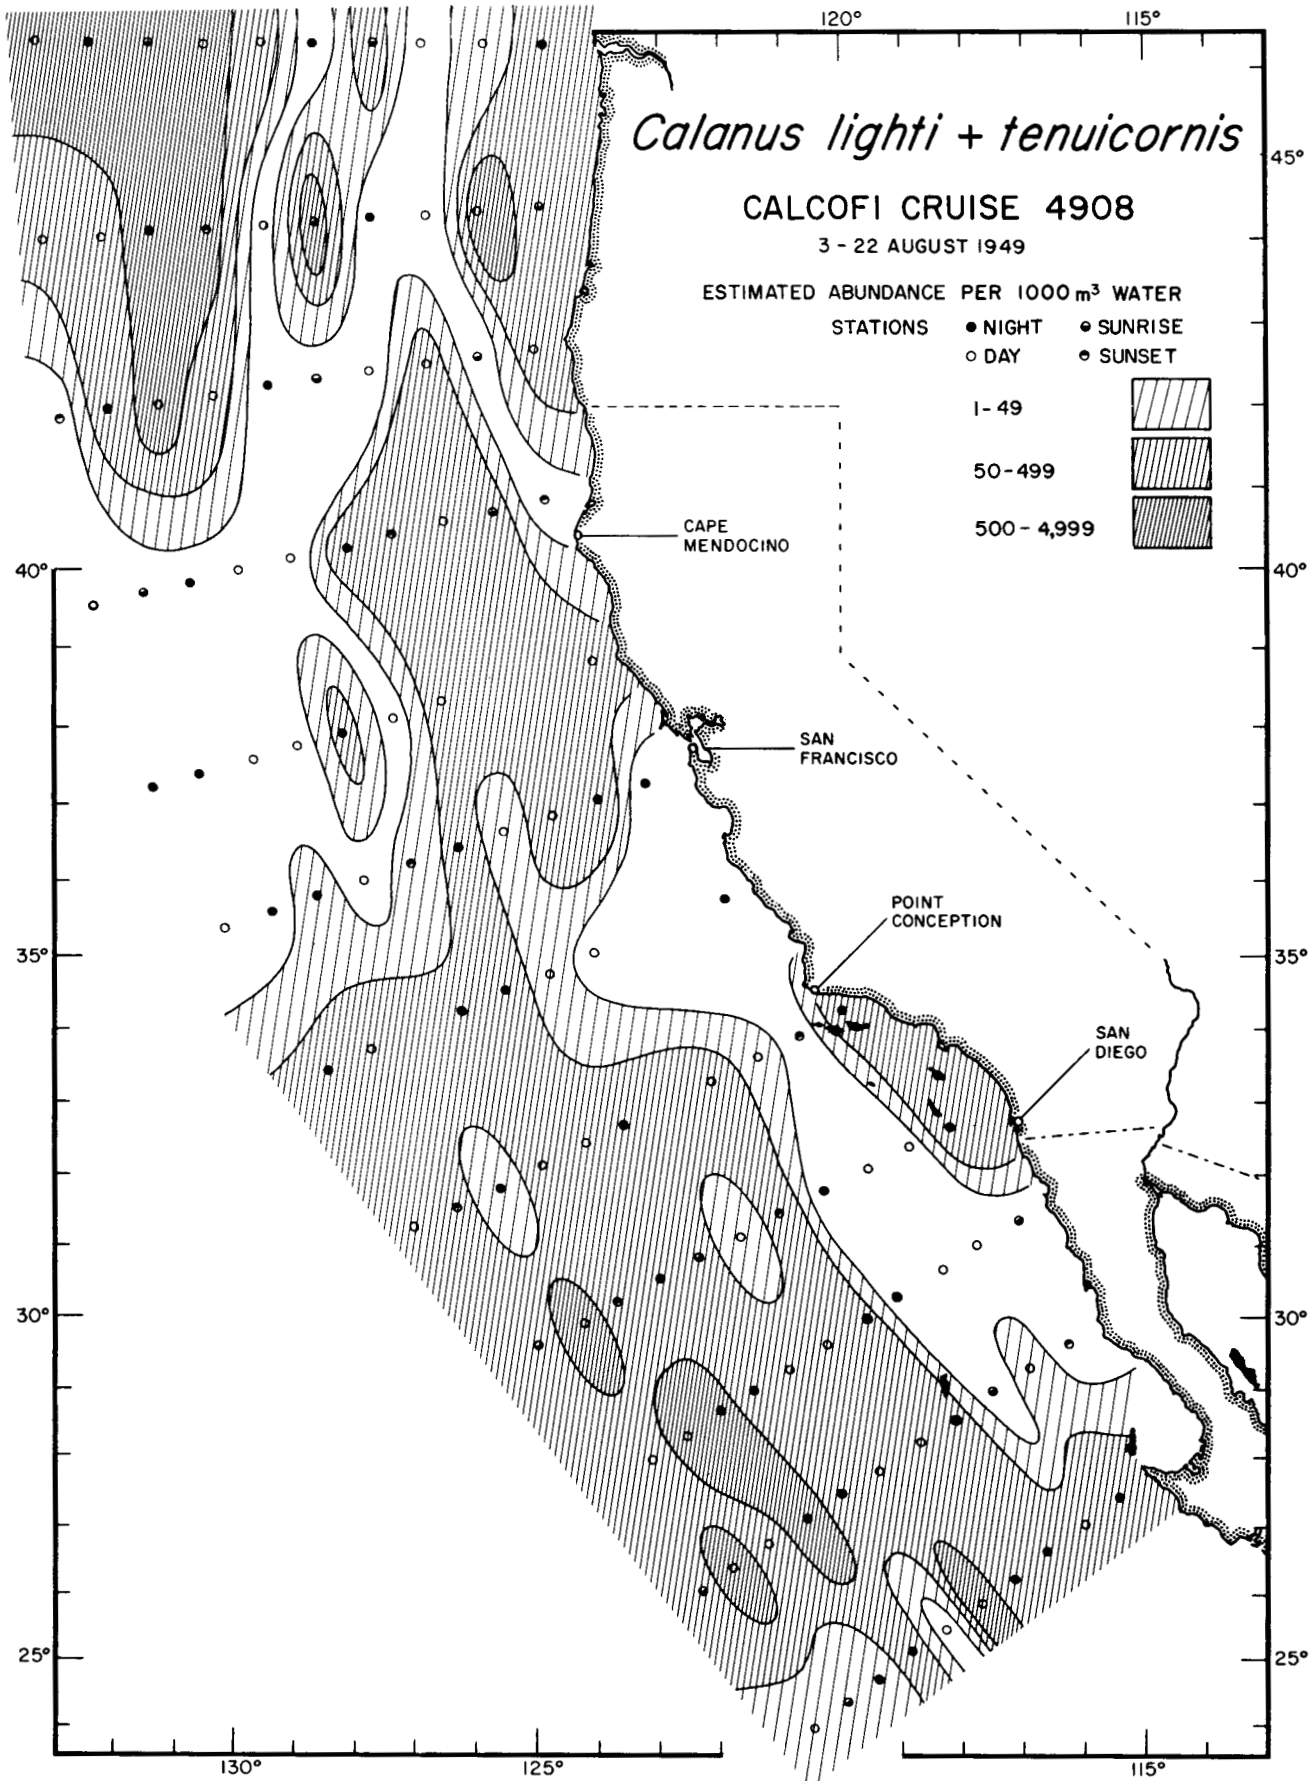 120° 115°
Calanus lighti + tenuicornis
45°
CALCOFI CRUISE 4908
3 - 22 AUGUST 1949
ESTIMATED ABUNDANCE PER 1000 m³ WATER
STATIONS ● NIGHT SUNRISE
○ DAY SUNSET
1 - 49
50 - 499
500 - 4,999
CAPE
MENDOCINO
40° 40°
SAN
FRANCISCO
POINT
CONCEPTION
35° 35°
SAN
DIEGO
30° 30°
25° 25°
130° 125° 115°